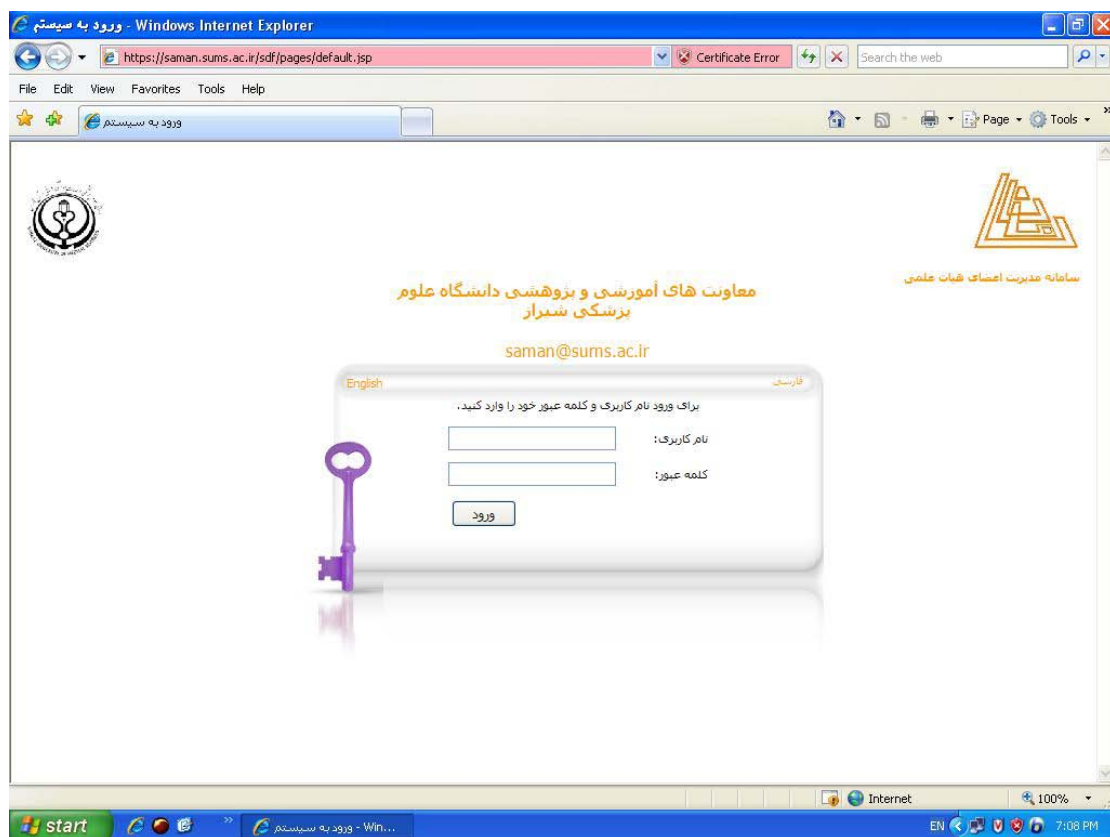 ورود به سیستم - Windows Internet Explorer
https://saman.sums.ac.ir/sdf/pages/default.jsp
Certificate Error
Search the web
File Edit View Favorites Tools Help
ورود به سیستم
Page
Tools
سامانه مدیریت اعضای هیات علمی
معاونت های آموزشی و پژوهشی دانشگاه علوم
پزشکی شیراز
saman@sums.ac.ir
English
فارسی
برای ورود نام کاربری و کلمه عبور خود را وارد کنید.
نام کاربری:
کلمه عبور:
ورود
Internet
100%
start
ورود به سیستم - Win...
EN
7:08 PM